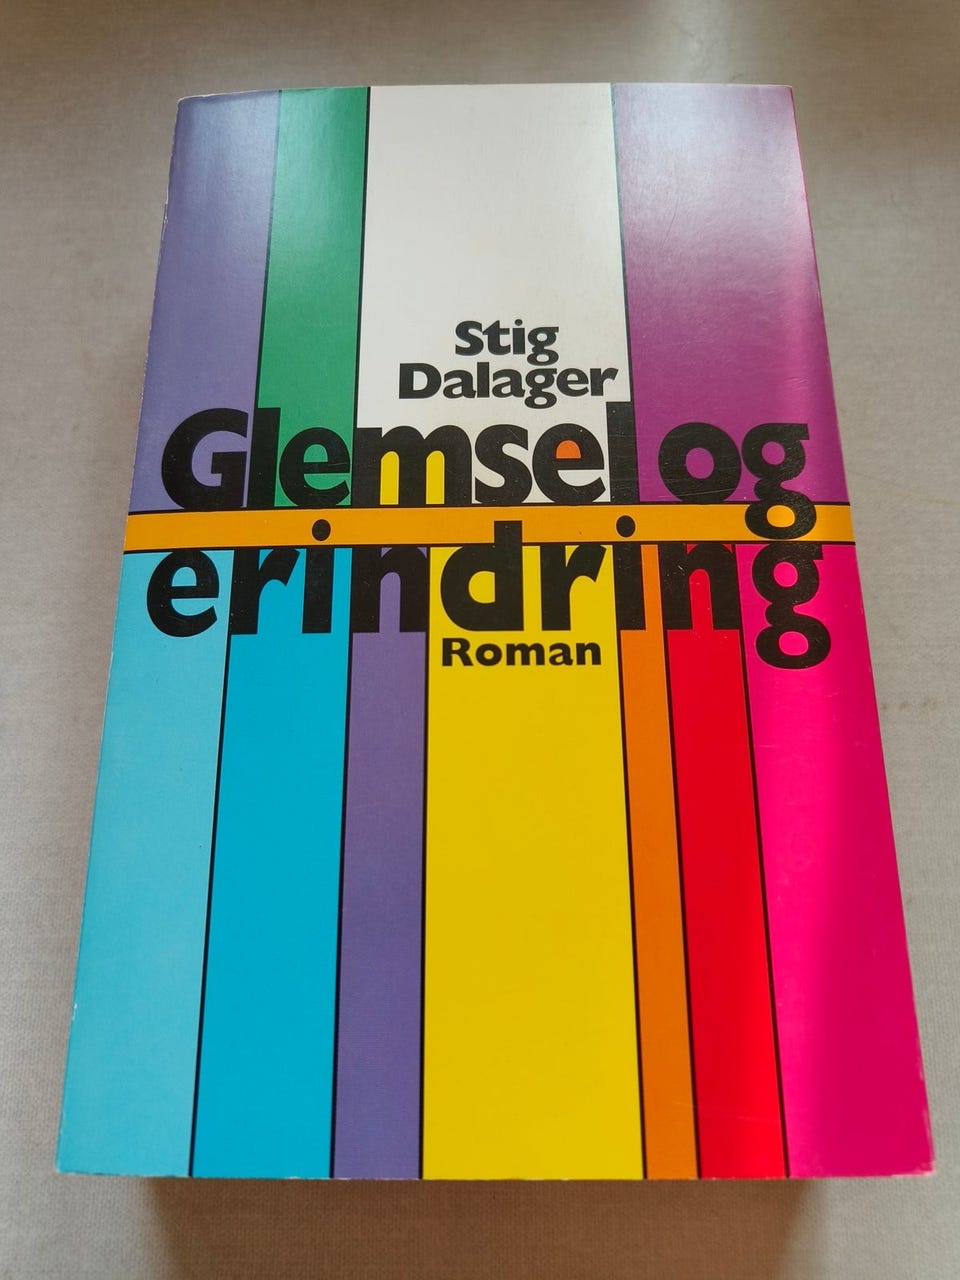 Stig
Dalager
Glemsel og
erindring
Roman